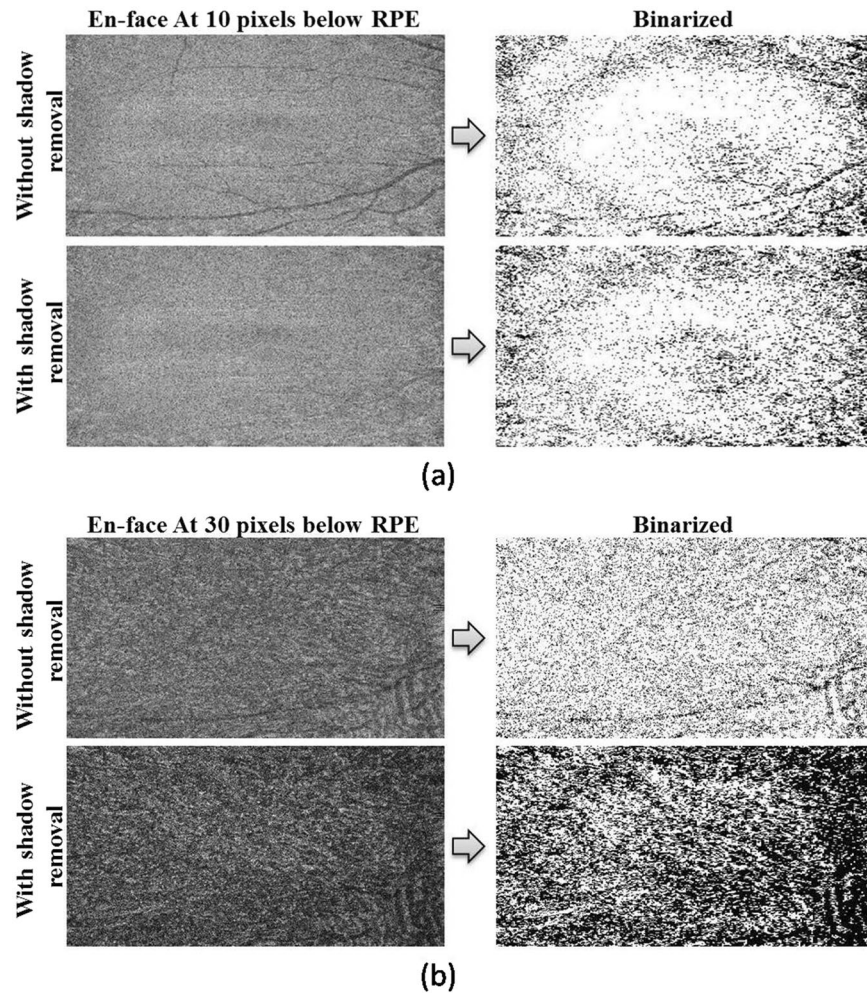 En-face At 10 pixels below RPE
Binarized
Without shadow
removal
With shadow
removal
(a)
En-face At 30 pixels below RPE
Binarized
Without shadow
removal
With shadow
removal
(b)